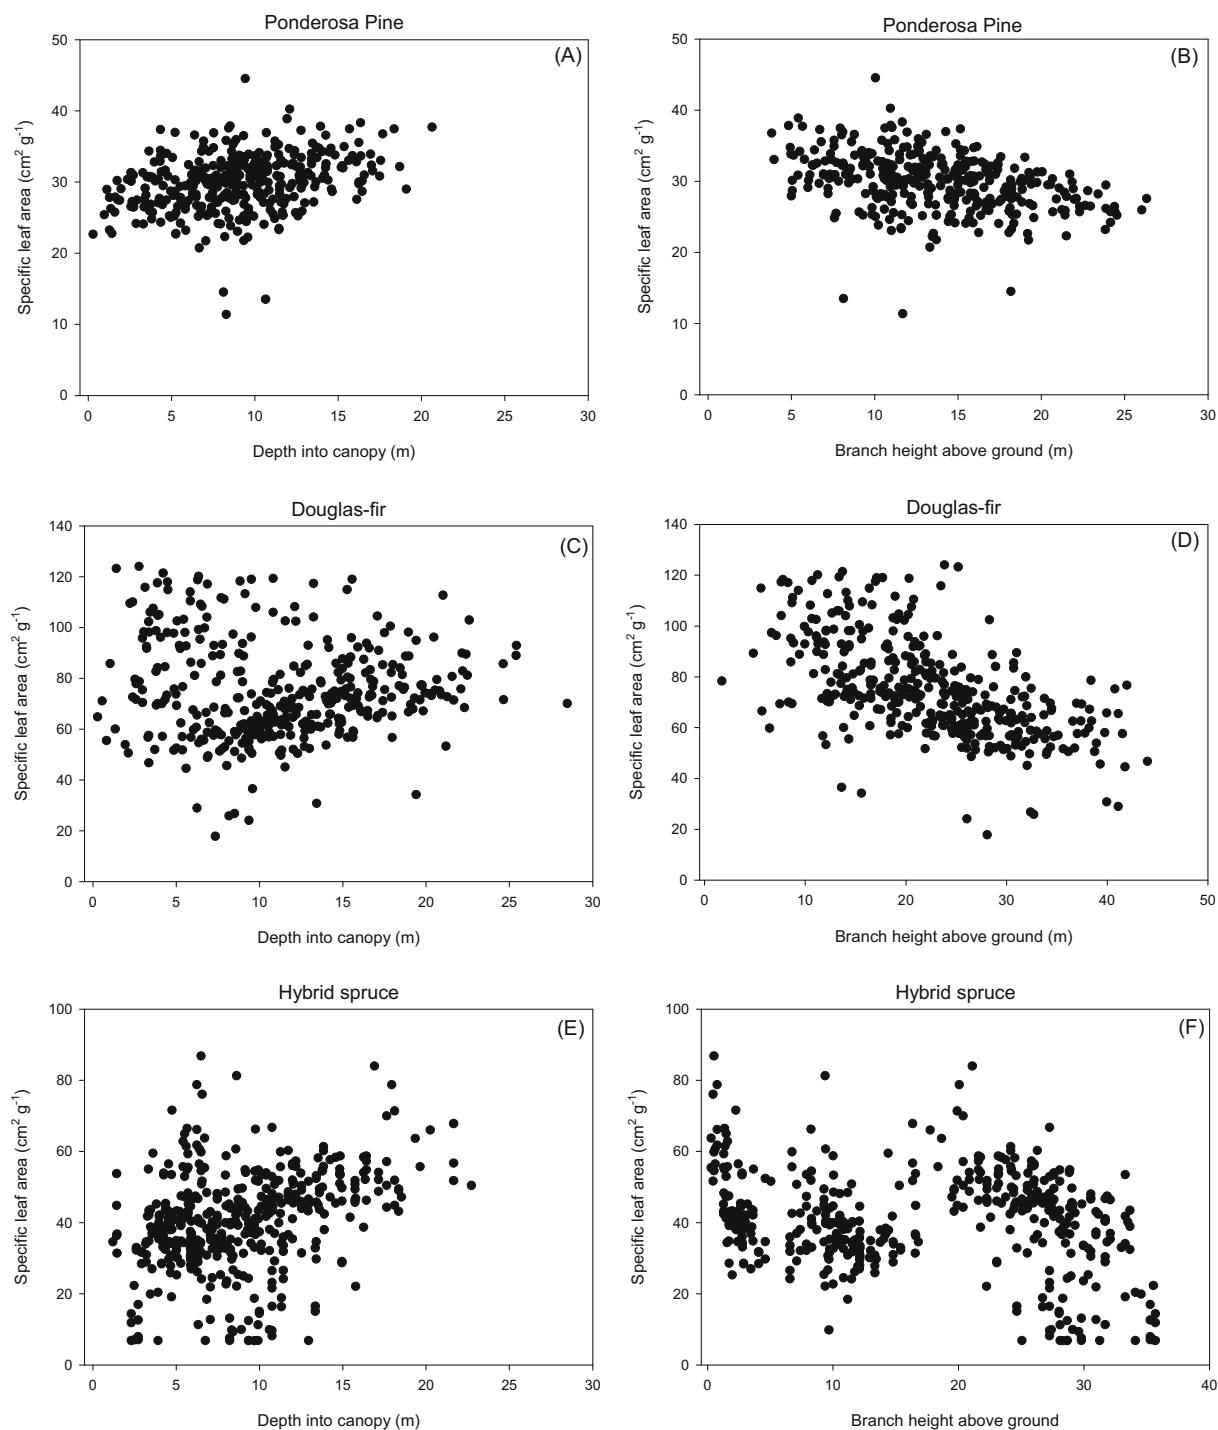 Ponderosa Pine
(A)
50
40
30
20
10
0
Specific leaf area (cm² g⁻¹)
0 5 10 15 20 25 30
Depth into canopy (m)
Ponderosa Pine
(B)
50
40
30
20
10
0
Specific leaf area (cm² g⁻¹)
0 5 10 15 20 25 30
Branch height above ground (m)
Douglas-fir
(C)
140
120
100
80
60
40
20
0
Specific leaf area (cm² g⁻¹)
0 5 10 15 20 25 30
Depth into canopy (m)
Douglas-fir
(D)
140
120
100
80
60
40
20
0
Specific leaf area (cm² g⁻¹)
0 10 20 30 40 50
Branch height above ground (m)
Hybrid spruce
(E)
100
80
60
40
20
0
Specific leaf area (cm² g⁻¹)
0 5 10 15 20 25 30
Depth into canopy (m)
Hybrid spruce
(F)
100
80
60
40
20
0
Specific leaf area (cm² g⁻¹)
0 10 20 30 40
Branch height above ground